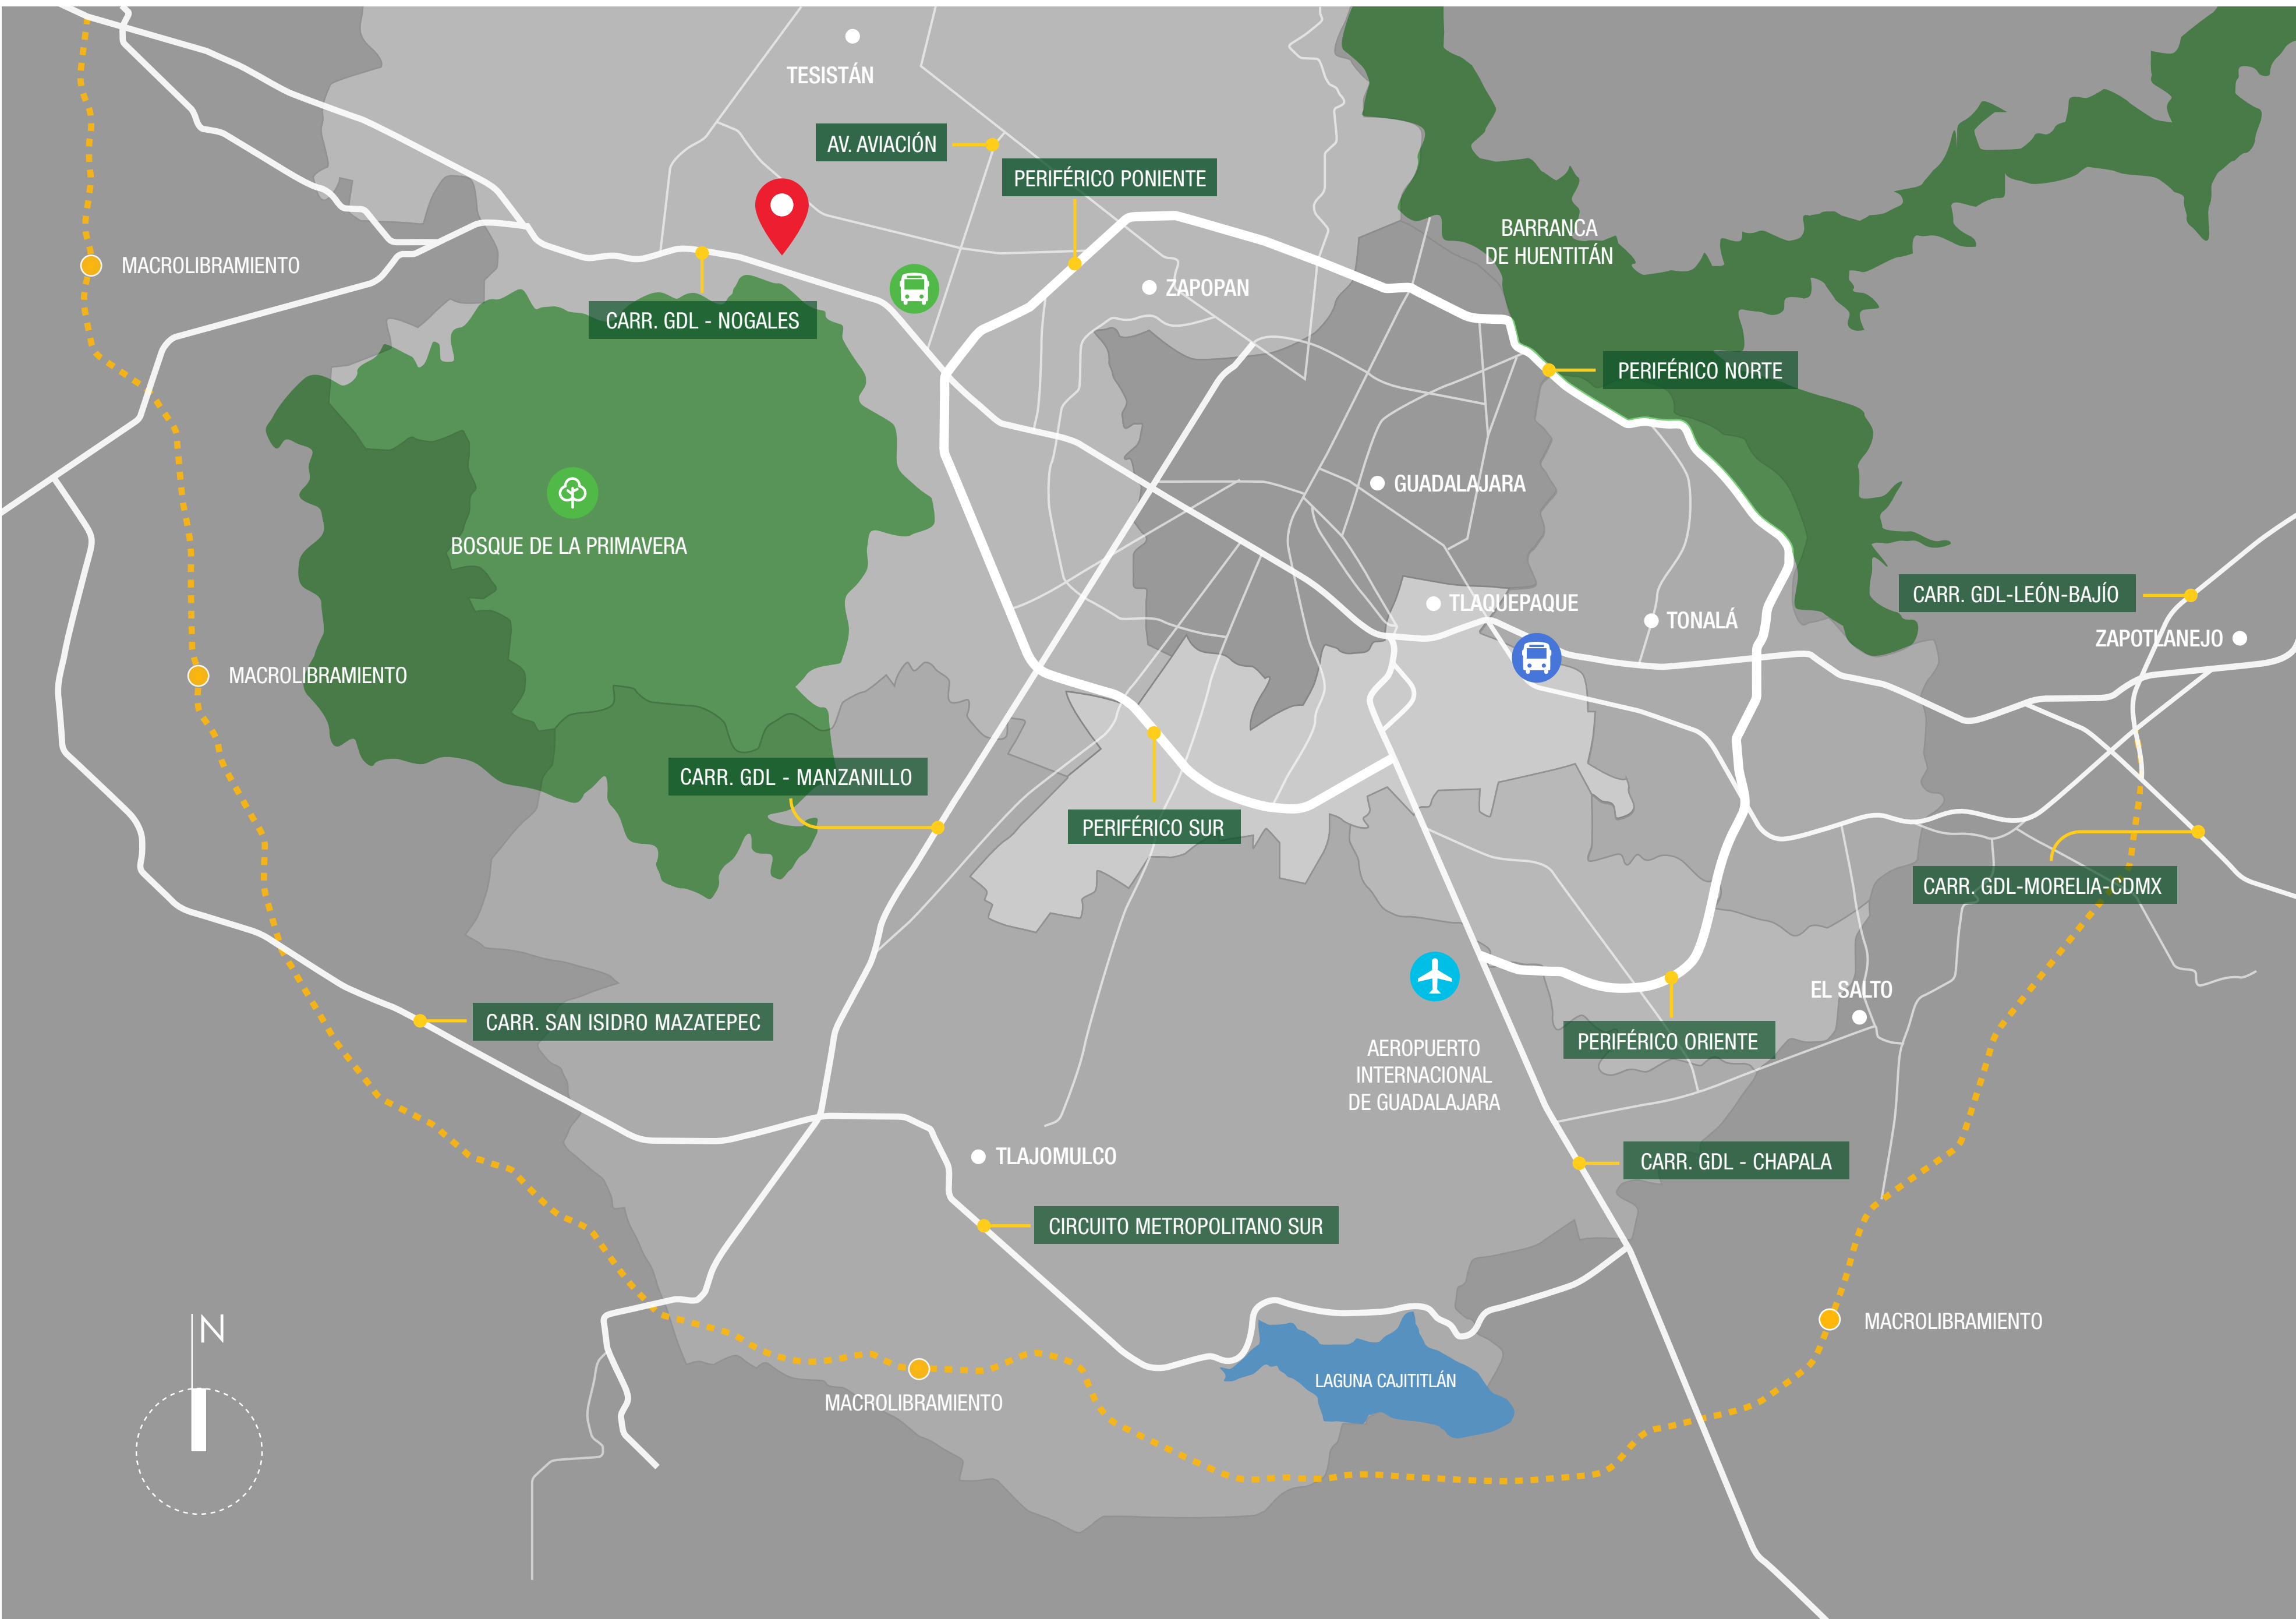 TESISTÁN
AV. AVIACIÓN
PERIFÉRICO PONIENTE
BARRANCA
DE HUENTITÁN
MACROLIBRAMIENTO
ZAPOPAN
CARR. GDL - NOGALES
PERIFÉRICO NORTE
GUADALAJARA
BOSQUE DE LA PRIMAVERA
CARR. GDL-LEÓN-BAJÍO
TLAQUEPAQUE
TONALÁ
ZAPOTLANEJO
MACROLIBRAMIENTO
CARR. GDL - MANZANILLO
PERIFÉRICO SUR
CARR. GDL-MORELIA-CDMX
EL SALTO
CARR. SAN ISIDRO MAZATEPEC
PERIFÉRICO ORIENTE
AEROPUERTO
INTERNACIONAL
DE GUADALAJARA
TLAJOMULCO
CARR. GDL - CHAPALA
CIRCUITO METROPOLITANO SUR
N
MACROLIBRAMIENTO
LAGUNA CAJITITLÁN
MACROLIBRAMIENTO